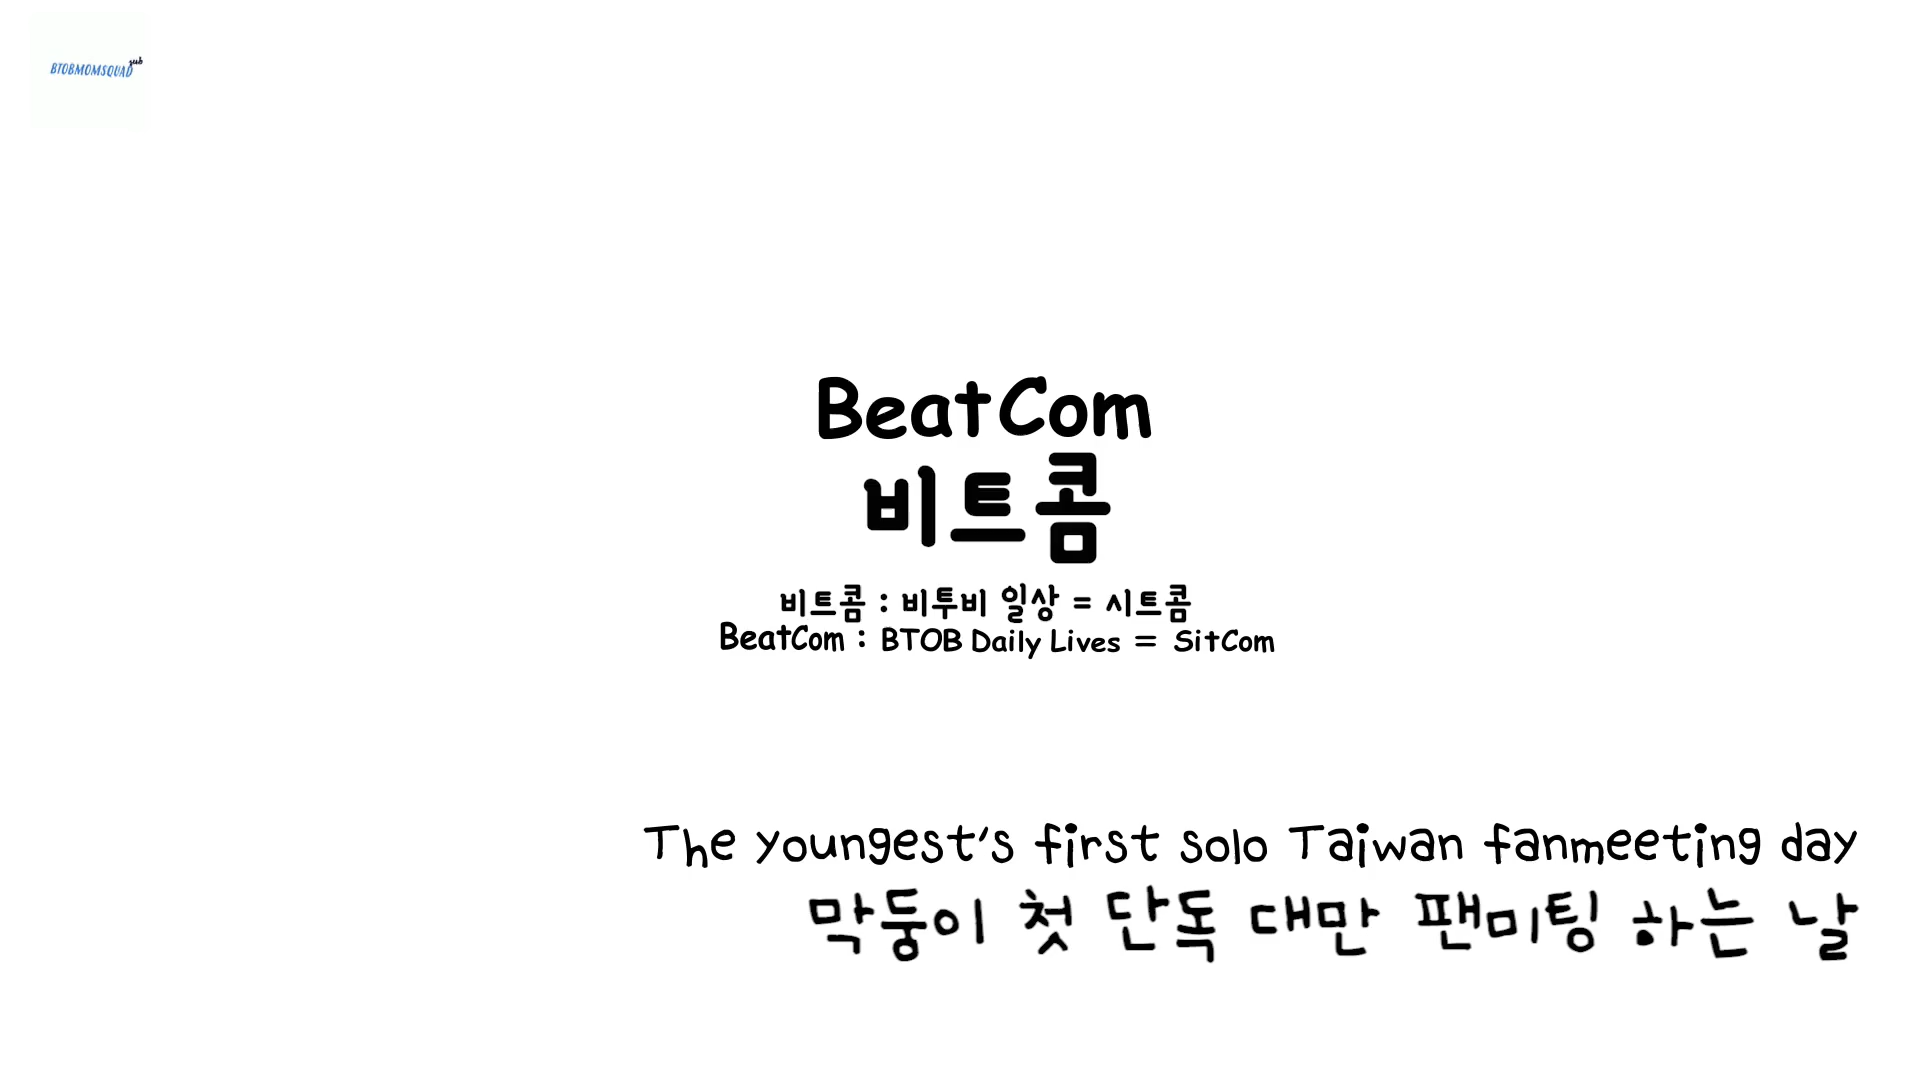 BTOBMOMSQUAD sub
BeatCom
비트콤
비트콤 : 비투비 일상 = 시트콤
BeatCom : BTOB Daily Lives = SitCom
The youngest's first solo Taiwan fanmeeting day
막둥이 첫 단독 대만 팬미팅 하는 날